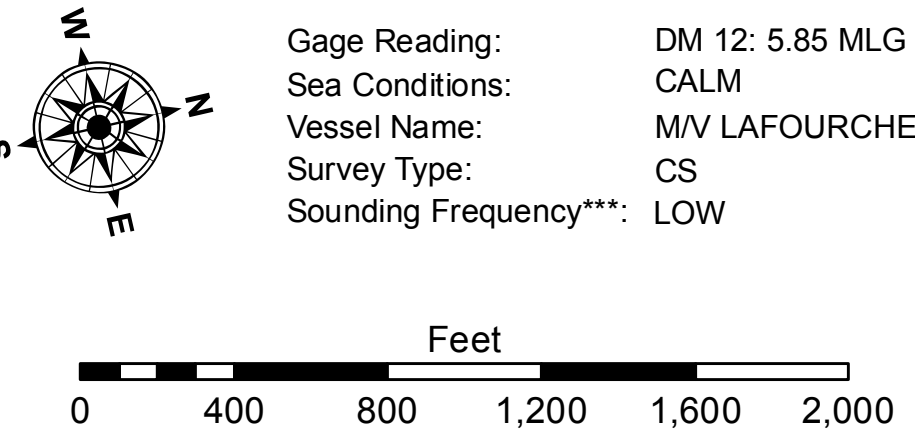 W
N
S
E
Gage Reading: DM 12: 5.85 MLG
Sea Conditions: CALM
Vessel Name: M/V LAFOURCHE
Survey Type: CS
Sounding Frequency***: LOW
Feet
0 400 800 1,200 1,600 2,000